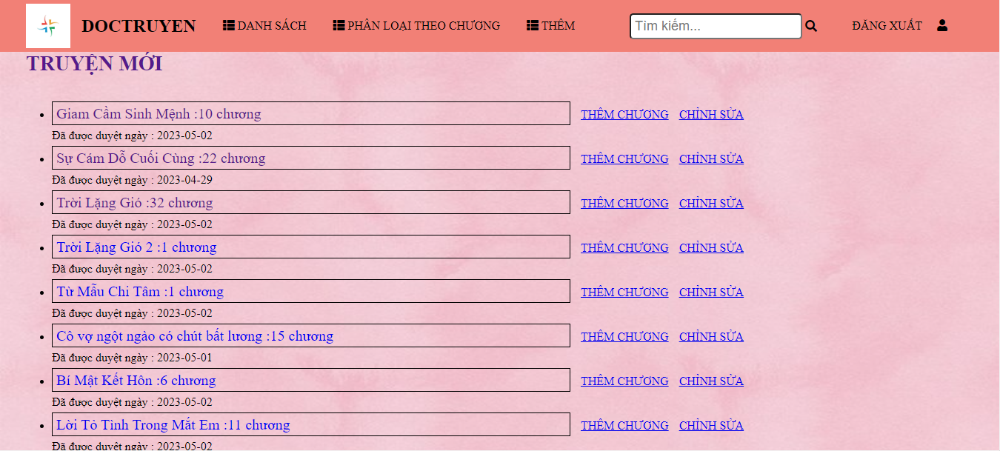 DOCTRUYEN DANH SÁCH PHÂN LOẠI THEO CHƯƠNG THÊM Tìm kiếm... ĐĂNG XUẤT
TRUYỆN MỚI
Giam Cầm Sinh Mệnh :10 chương THÊM CHƯƠNG CHỈNH SỬA
Đã được duyệt ngày : 2023-05-02
Sự Cám Dỗ Cuối Cùng :22 chương THÊM CHƯƠNG CHỈNH SỬA
Đã được duyệt ngày : 2023-04-29
Trời Lặng Gió :32 chương THÊM CHƯƠNG CHỈNH SỬA
Đã được duyệt ngày : 2023-05-02
Trời Lặng Gió 2 :1 chương THÊM CHƯƠNG CHỈNH SỬA
Đã được duyệt ngày : 2023-05-02
Từ Mẫu Chi Tâm :1 chương THÊM CHƯƠNG CHỈNH SỬA
Đã được duyệt ngày : 2023-05-02
Cô vợ ngột ngào có chút bất lương :15 chương THÊM CHƯƠNG CHỈNH SỬA
Đã được duyệt ngày : 2023-05-01
Bí Mật Kết Hôn :6 chương THÊM CHƯƠNG CHỈNH SỬA
Đã được duyệt ngày : 2023-05-02
Lời Tỏ Tình Trong Mắt Em :11 chương THÊM CHƯƠNG CHỈNH SỬA
Đã được duyệt ngày : 2023-05-02